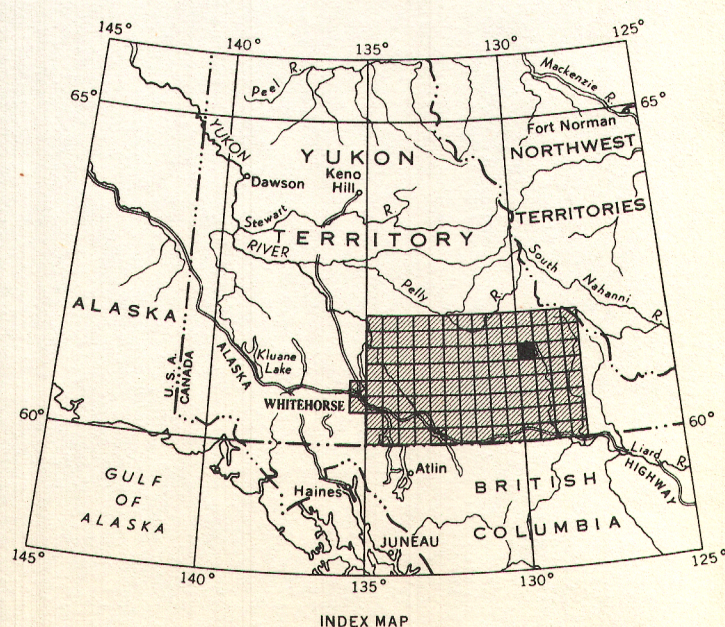 145°
140°
135°
130°
125°
Peel R.
Mackenzie R.
65°
65°
Fort Norman
YUKON
YUKON
NORTHWEST
Keno
Hill
Dawson
Stewart R.
TERRITORIES
TERRITORY
RIVER
South Nahanni R.
Pelly R.
ALASKA
Kluane
Lake
ALASKA
U.S.A.
CANADA
WHITEHORSE
60°
60°
Liard R.
HIGHWAY
Atlin
GULF
OF
ALASKA
Haines
BRITISH
COLUMBIA
JUNEAU
145°
140°
135°
130°
125°
INDEX MAP